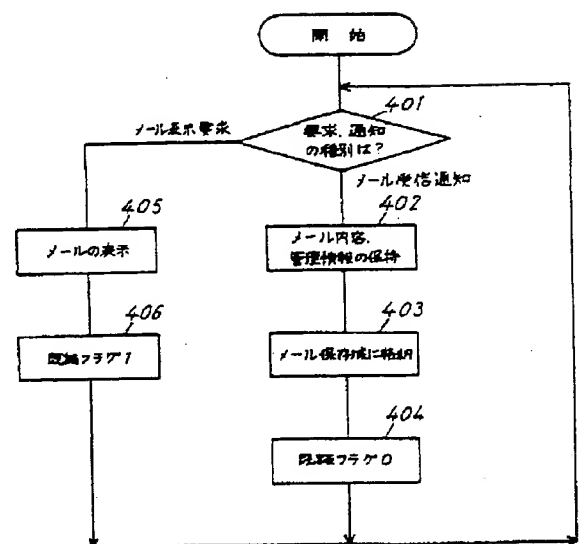 開始
401
要求、通知
の種別は?
メール表示要求
メール受信通知
405
メールの表示
402
メール内容、
管理情報の保持
406
既読フラグ1
403
メール保存域に格納
404
既読フラグ0